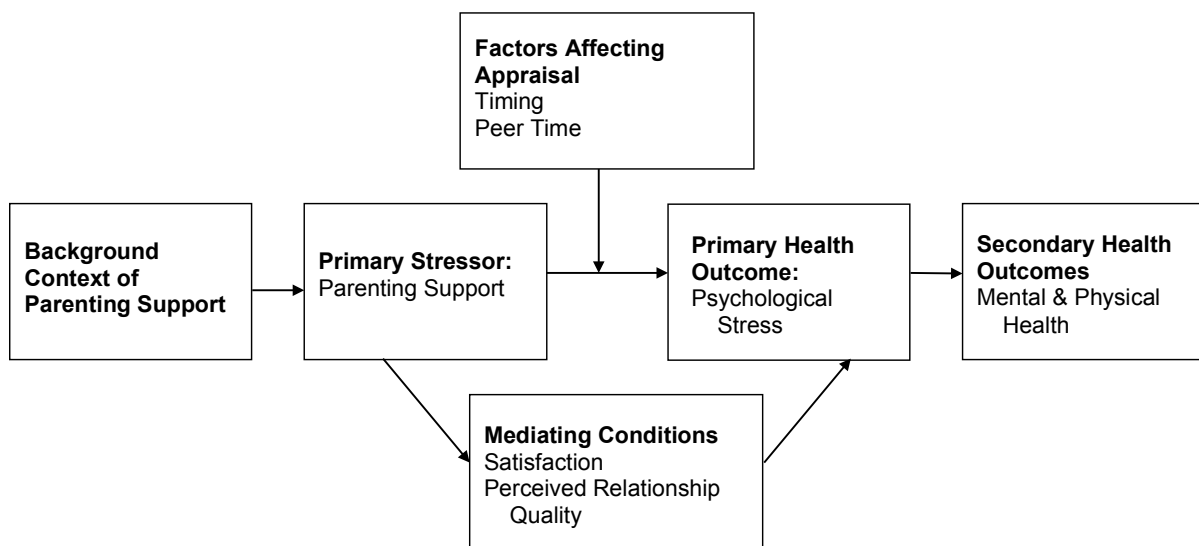 Factors Affecting
Appraisal
Timing
Peer Time
Background
Context of
Parenting Support
Primary Stressor:
Parenting Support
Primary Health
Outcome:
Psychological
Stress
Secondary Health
Outcomes
Mental & Physical
Health
Mediating Conditions
Satisfaction
Perceived Relationship
Quality